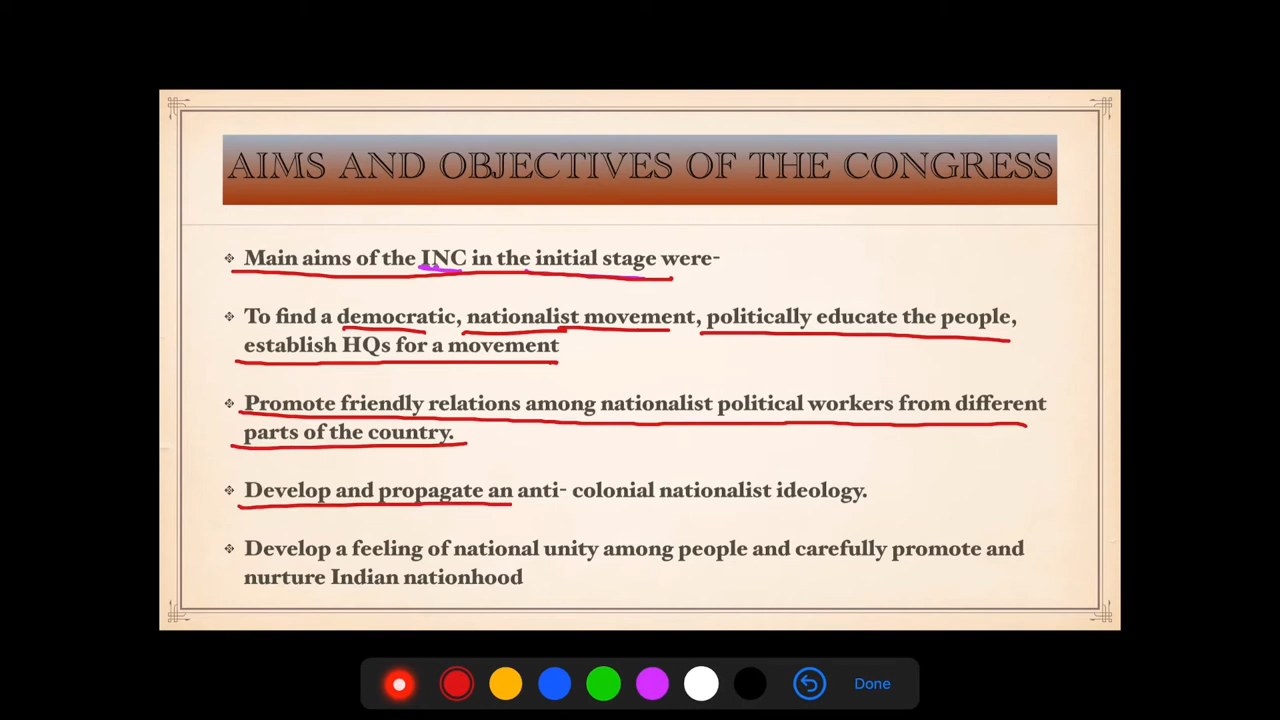 AIMS AND OBJECTIVES OF THE CONGRESS
Main aims of the INC in the initial stage were-
To find a democratic, nationalist movement, politically educate the people,
establish HQs for a movement
Promote friendly relations among nationalist political workers from different
parts of the country.
Develop and propagate an anti- colonial nationalist ideology.
Develop a feeling of national unity among people and carefully promote and
nurture Indian nationhood
Done